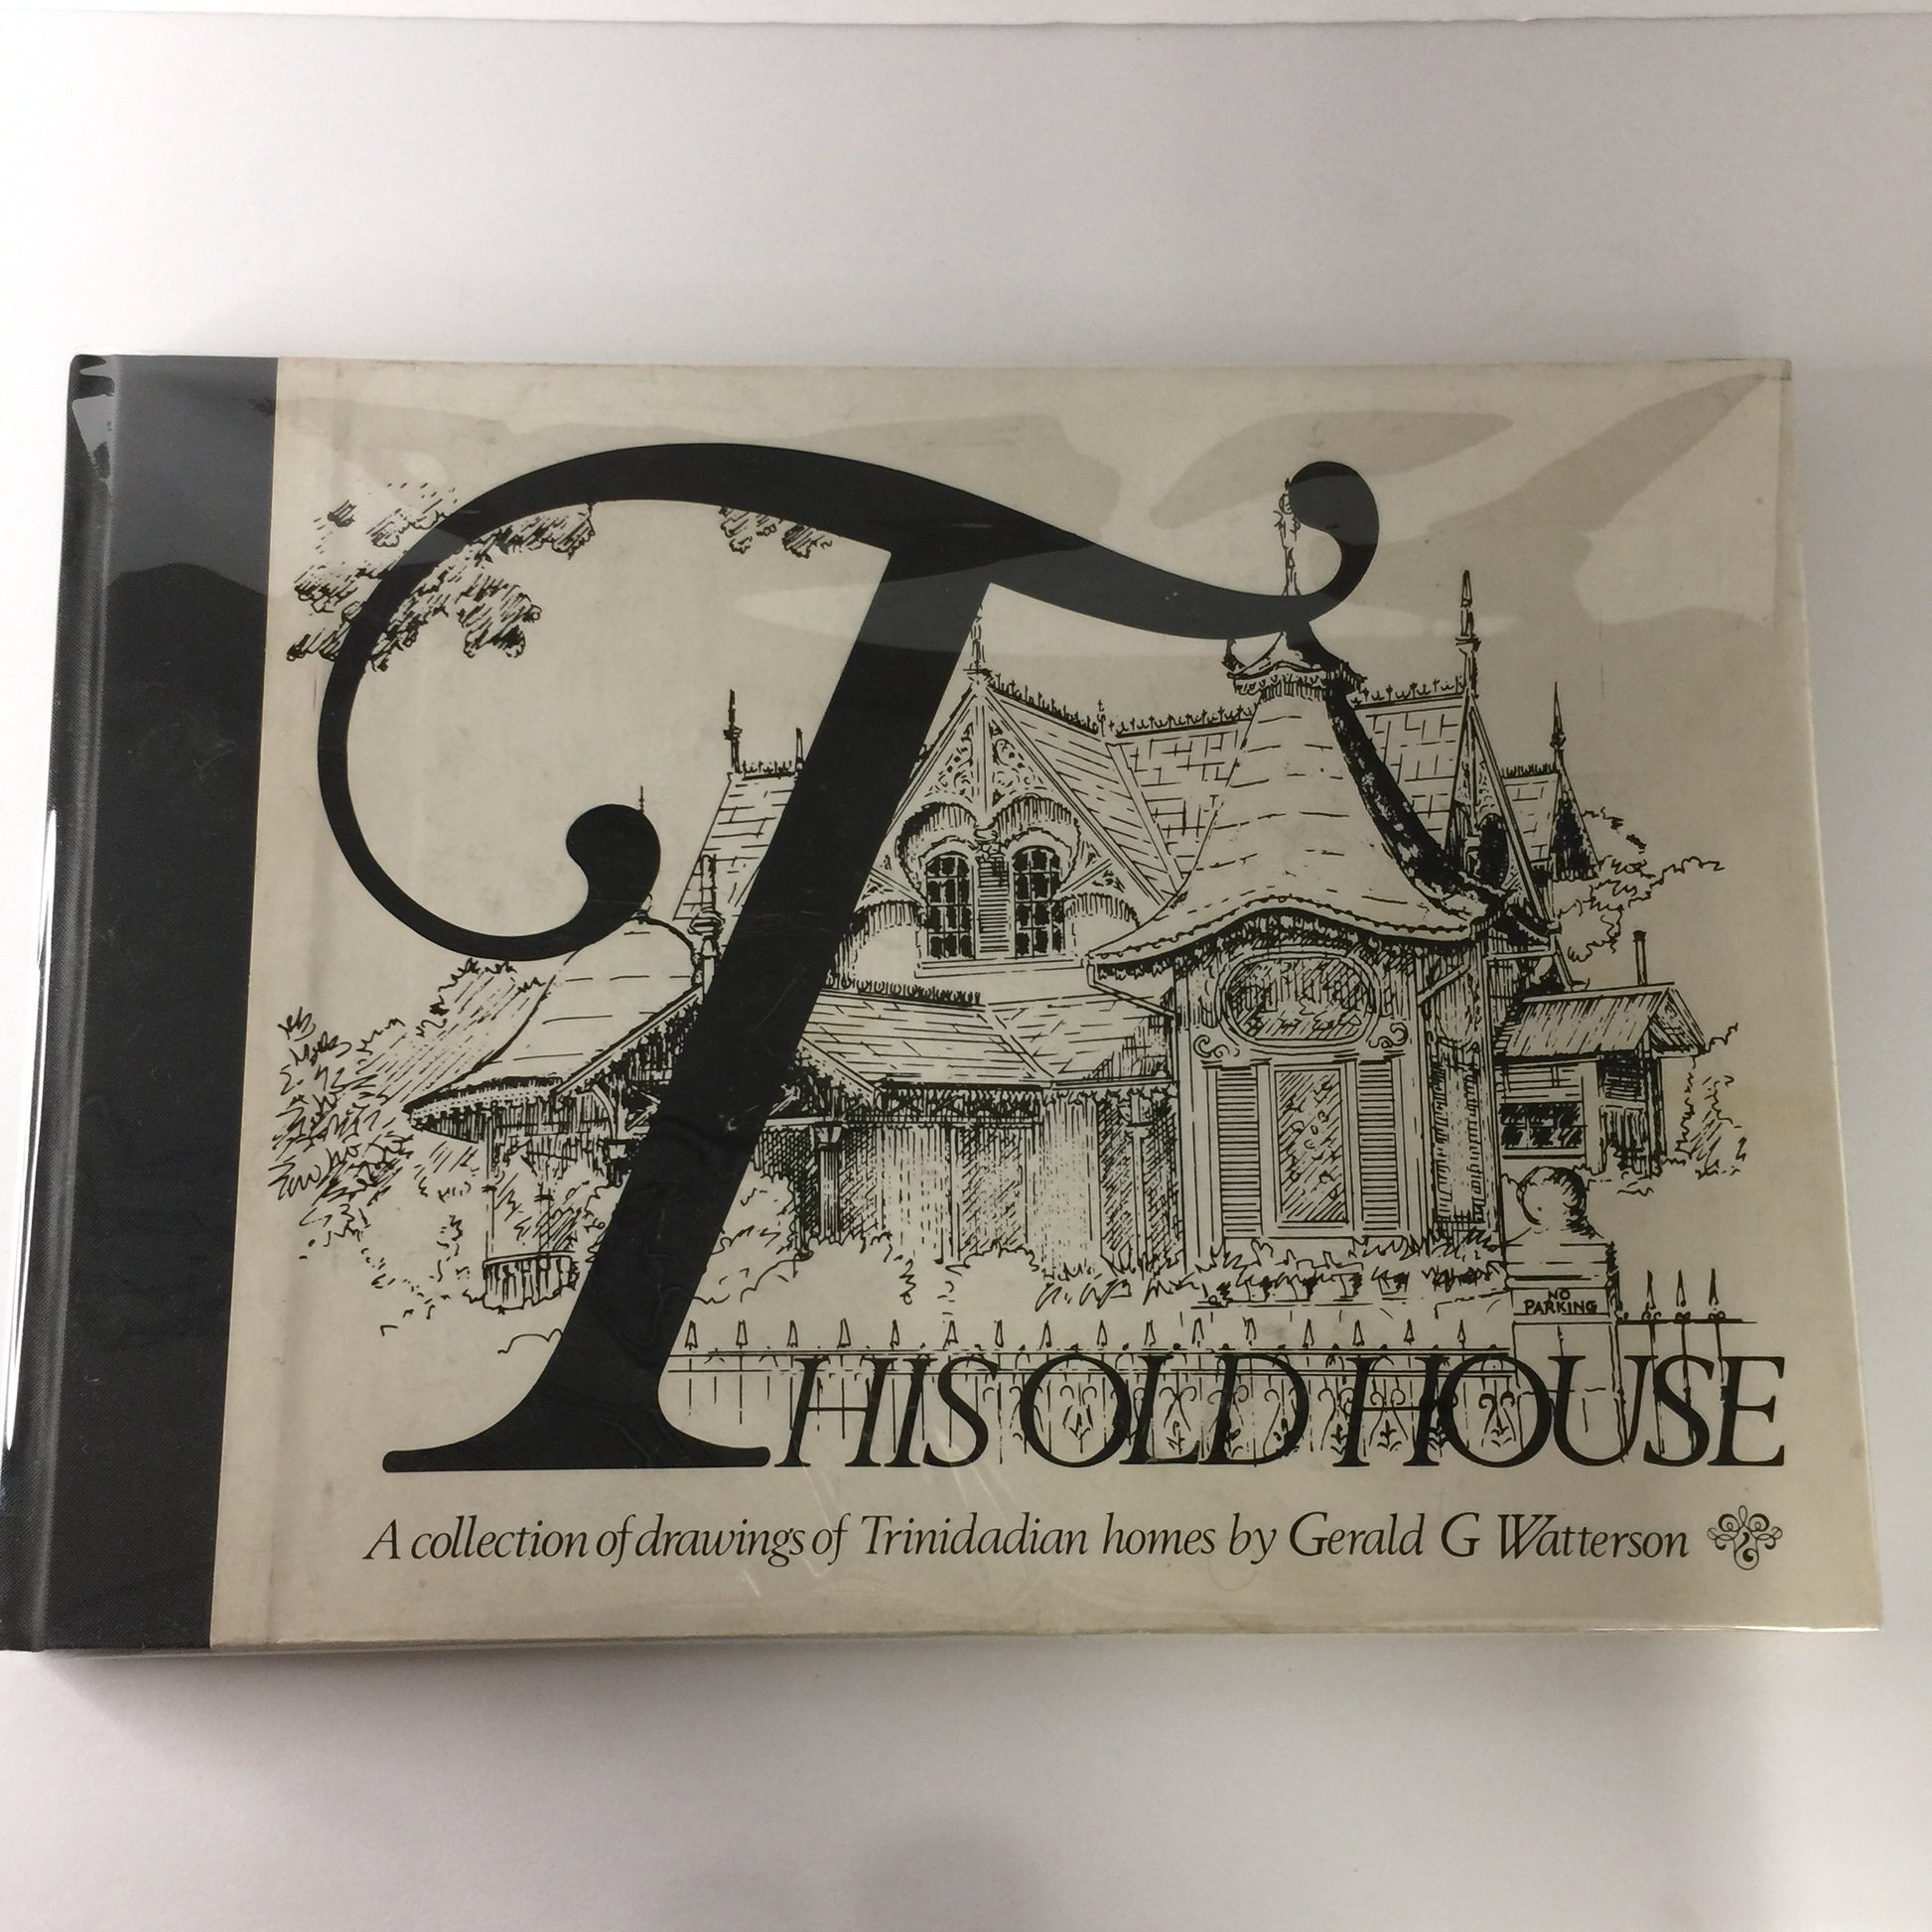 NO
PARKING
THIS OLD HOUSE
A collection of drawings of Trinidadian homes by Gerald G Watterson